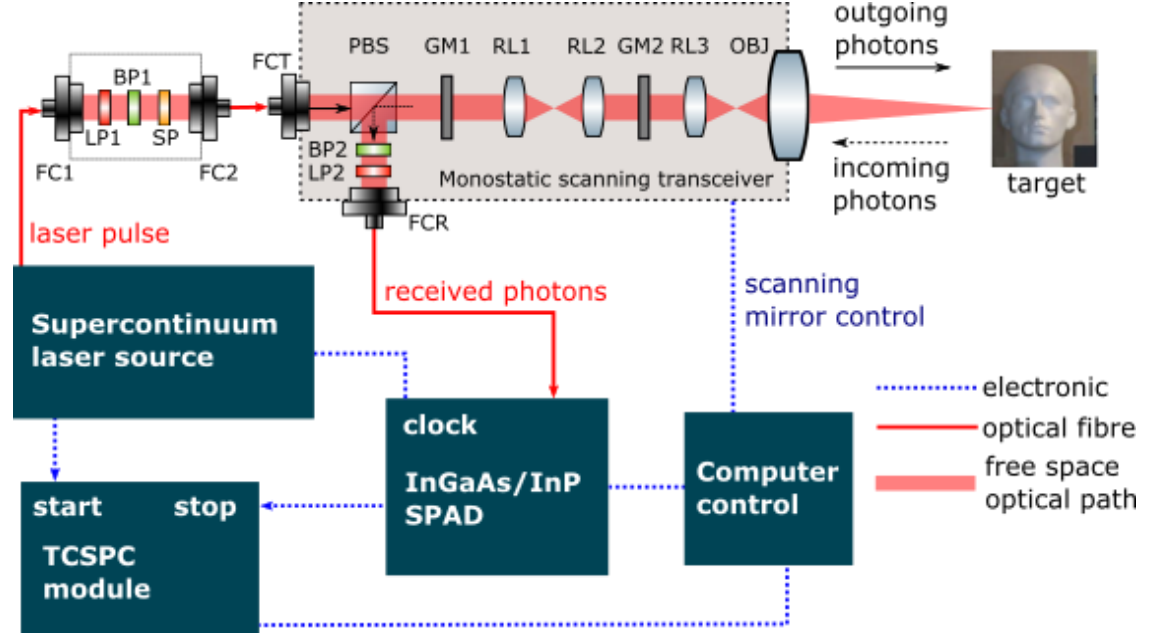 PBS GM1 RL1 RL2 GM2 RL3 OBJ
outgoing
photons
FCT
BP1
LP1 SP
FC1 FC2
BP2
LP2
Monostatic scanning transceiver
FCR
incoming
photons
target
laser pulse
received photons
scanning
mirror control
Supercontinuum
laser source
clock
InGaAs/InP
SPAD
Computer
control
start stop
TCSPC
module
electronic
optical fibre
free space
optical path